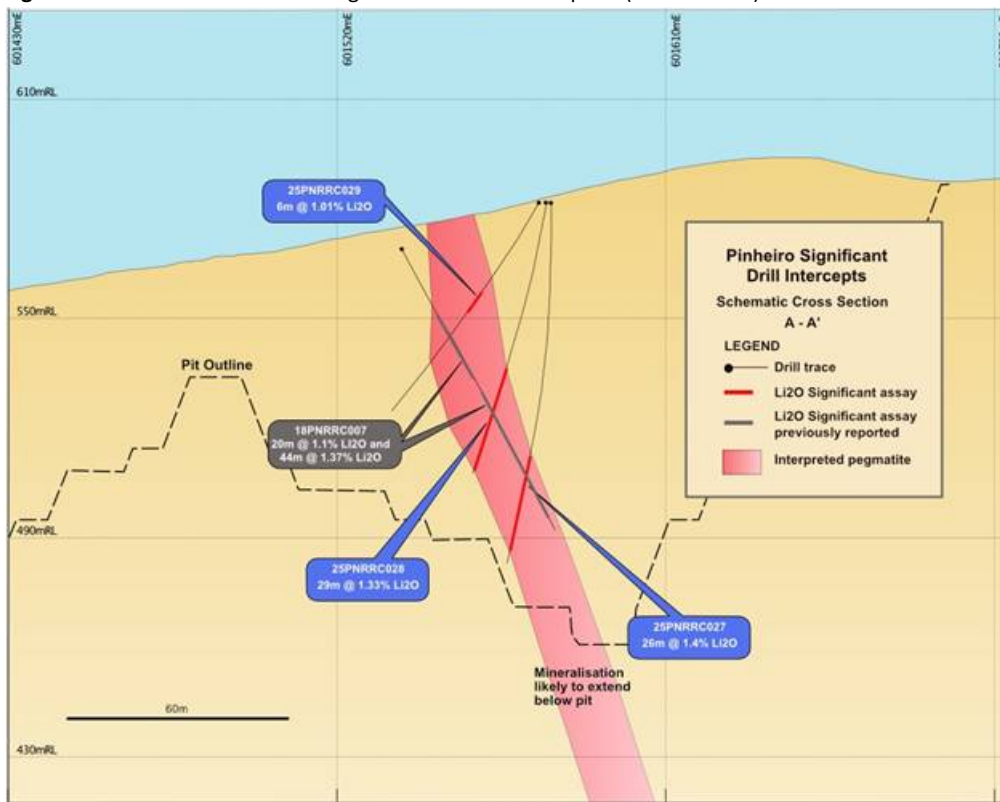 601430mE
601520mE
601610mE
610mRL
25PNRRC029
6m @ 1.01% Li2O
Pinheiro Significant
Drill Intercepts
Schematic Cross Section
A - A'
LEGEND
Drill trace
Li2O Significant assay
Li2O Significant assay
previously reported
Interpreted pegmatite
550mRL
Pit Outline
18PNRRC007
20m @ 1.1% Li2O and
44m @ 1.37% Li2O
490mRL
25PNRRC028
29m @ 1.33% Li2O
25PNRRC027
26m @ 1.4% Li2O
Mineralisation
likely to extend
below pit
60m
430mRL